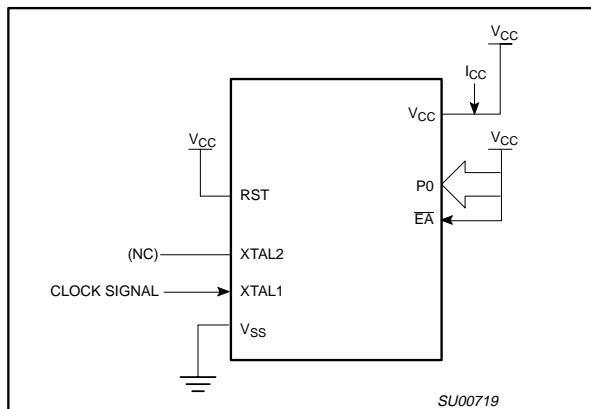 VCC
ICC
VCC
VCC
VCC
P0
RST
EA
(NC)
XTAL2
CLOCK SIGNAL
XTAL1
VSS
SU00719